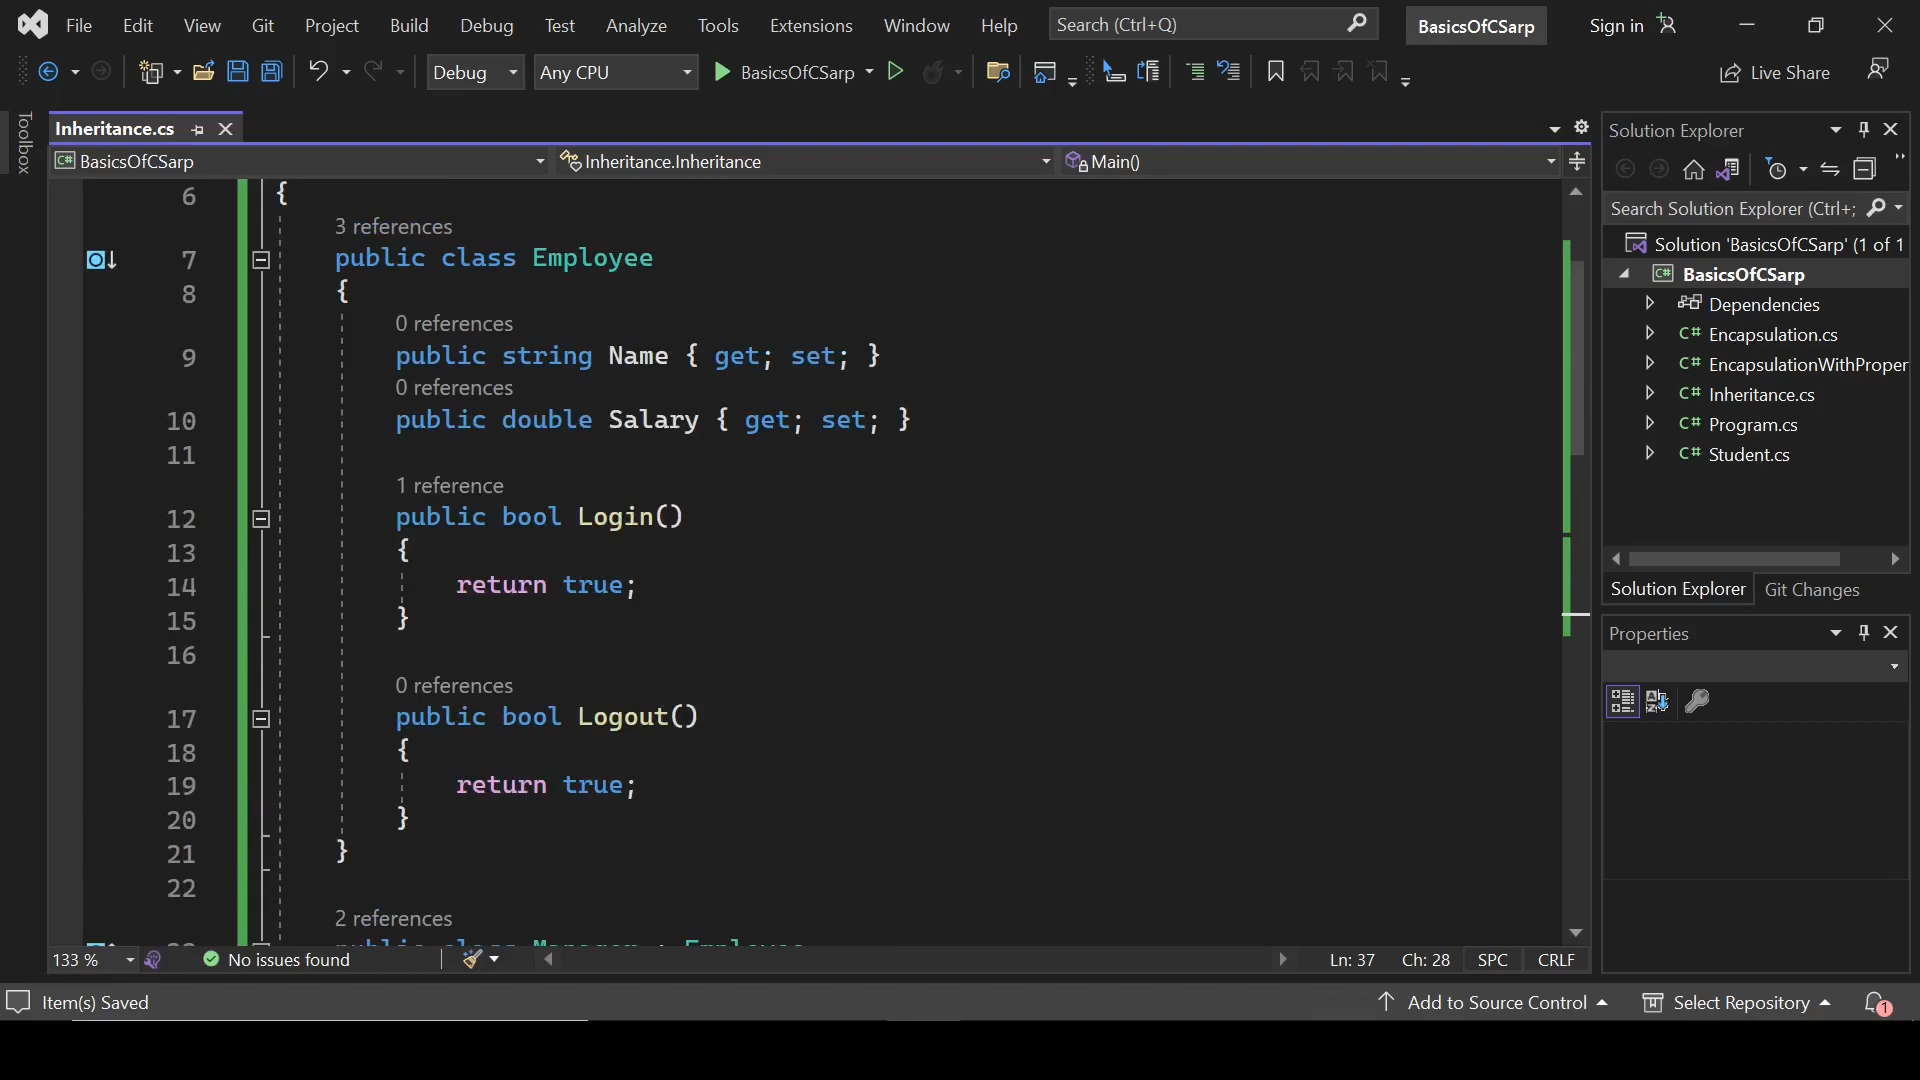 File Edit View Git Project Build Debug Test Analyze Tools Extensions Window Help Search (Ctrl+Q) BasicsOfCSarp Sign in
Debug Any CPU BasicsOfCSarp Live Share
Toolbox
Inheritance.cs
BasicsOfCSarp Inheritance.Inheritance Main()
6 {
3 references
7 public class Employee
8 {
0 references
9 public string Name { get; set; }
0 references
10 public double Salary { get; set; }
11
1 reference
12 public bool Login()
13 {
14 return true;
15 }
16
0 references
17 public bool Logout()
18 {
19 return true;
20 }
21 }
22
2 references
public class Manager : Employee
133 % No issues found Ln: 37 Ch: 28 SPC CRLF
Solution Explorer
Search Solution Explorer (Ctrl+;
Solution 'BasicsOfCSarp' (1 of 1
C# BasicsOfCSarp
Dependencies
C# Encapsulation.cs
C# EncapsulationWithProper
C# Inheritance.cs
C# Program.cs
C# Student.cs
Solution Explorer Git Changes
Properties
Item(s) Saved Add to Source Control Select Repository 1